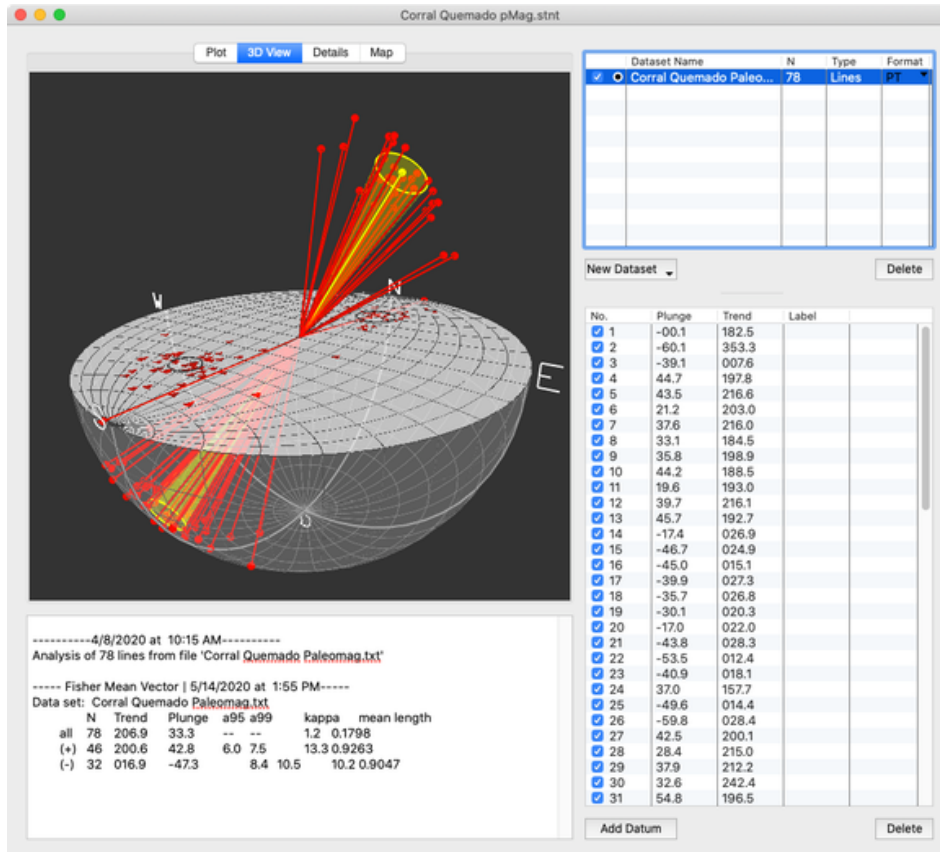 Corral Quemado pMag.stnt
Plot 3D View Details Map
W
N
E
D
----------4/8/2020 at 10:15 AM----------
Analysis of 78 lines from file 'Corral Quemado Paleomag.txt'
----- Fisher Mean Vector | 5/14/2020 at 1:55 PM-----
Data set: Corral Quemado Paleomag.txt
N Trend Plunge a95 a99 kappa mean length
all 78 206.9 33.3 -- -- 1.2 0.1798
(+) 46 200.6 42.8 6.0 7.5 13.3 0.9263
(-) 32 016.9 -47.3 8.4 10.5 10.2 0.9047
Dataset Name N Type Format
Corral Quemado Paleo... 78 Lines PT
New Dataset Delete
No. Plunge Trend Label
1 -00.1 182.5
2 -60.1 353.3
3 -39.1 007.6
4 44.7 197.8
5 43.5 216.6
6 21.2 203.0
7 37.6 216.0
8 33.1 184.5
9 35.8 198.9
10 44.2 188.5
11 19.6 193.0
12 39.7 216.1
13 45.7 192.7
14 -17.4 026.9
15 -46.7 024.9
16 -45.0 015.1
17 -39.9 027.3
18 -35.7 026.8
19 -30.1 020.3
20 -17.0 022.0
21 -43.8 028.3
22 -53.5 012.4
23 -40.9 018.1
24 37.0 157.7
25 -49.6 014.4
26 -59.8 028.4
27 42.5 200.1
28 28.4 215.0
29 37.9 212.2
30 32.6 242.4
31 54.8 196.5
Add Datum Delete